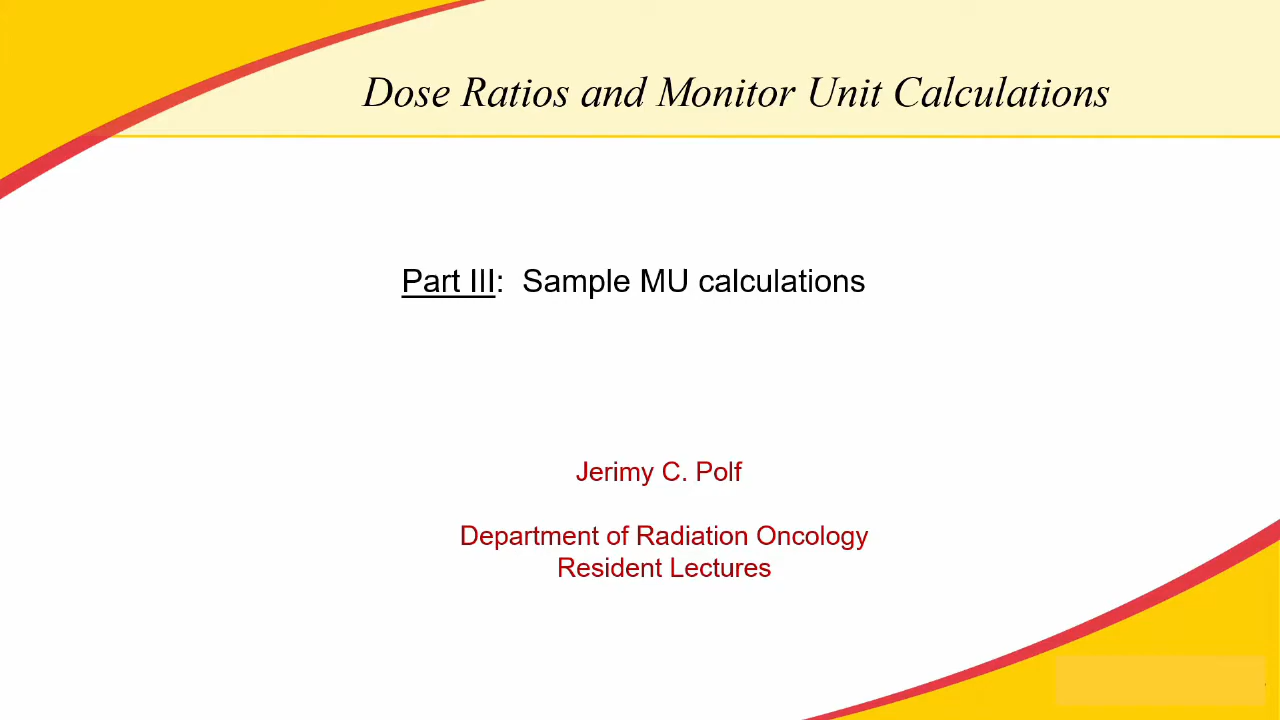 Dose Ratios and Monitor Unit Calculations
Part III: Sample MU calculations
Jerimy C. Polf
Department of Radiation Oncology
Resident Lectures